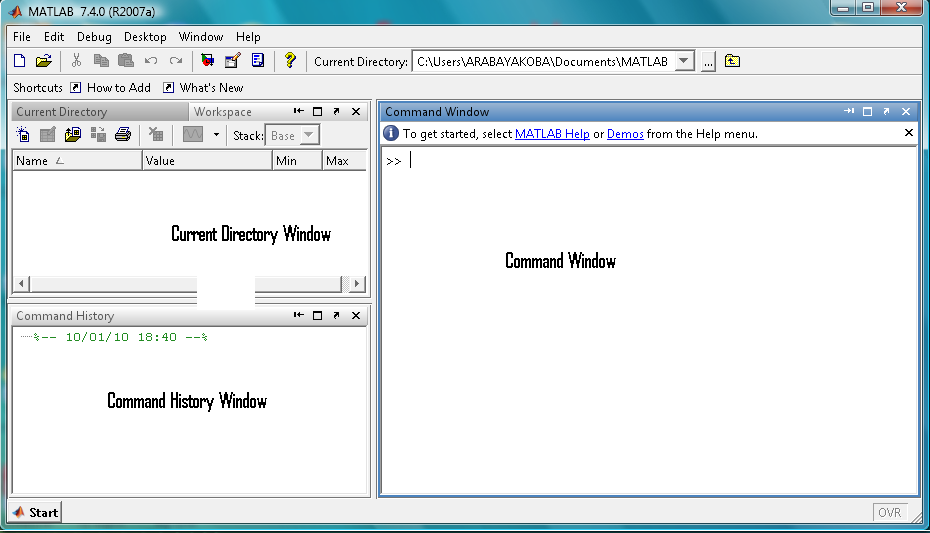 MATLAB 7.4.0 (R2007a)
File Edit Debug Desktop Window Help
Current Directory: C:\Users\ARABAYAKOBA\Documents\MATLAB ...
Shortcuts How to Add What's New
Current Directory Workspace
Stack: Base
Name Value Min Max
Current Directory Window
Command History
%-- 10/01/10 18:40 --%
Command History Window
Command Window
To get started, select MATLAB Help or Demos from the Help menu.
>>
Command Window
Start
OVR